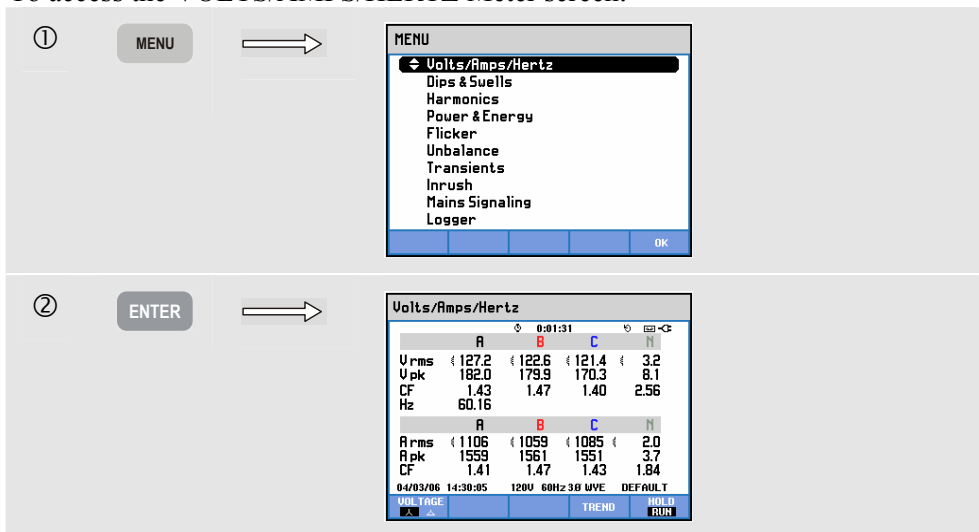 To access the VOLTS/AMPS/HERTZ Meter screen:
①
MENU
MENU
Volts/Amps/Hertz
Dips & Swells
Harmonics
Power & Energy
Flicker
Unbalance
Transients
Inrush
Mains Signaling
Logger
OK
②
ENTER
Volts/Amps/Hertz
0:01:31
A B C N
V rms 127.2 122.6 121.4 3.2
V pk 182.0 179.9 170.3 8.1
CF 1.43 1.47 1.40 2.56
Hz 60.16
A B C N
A rms 1106 1059 1085 2.0
A pk 1559 1561 1551 3.7
CF 1.41 1.47 1.43 1.84
04/03/06 14:30:05 120V 60Hz 3Ø WYE DEFAULT
VOLTAGE TREND HOLD
RUN